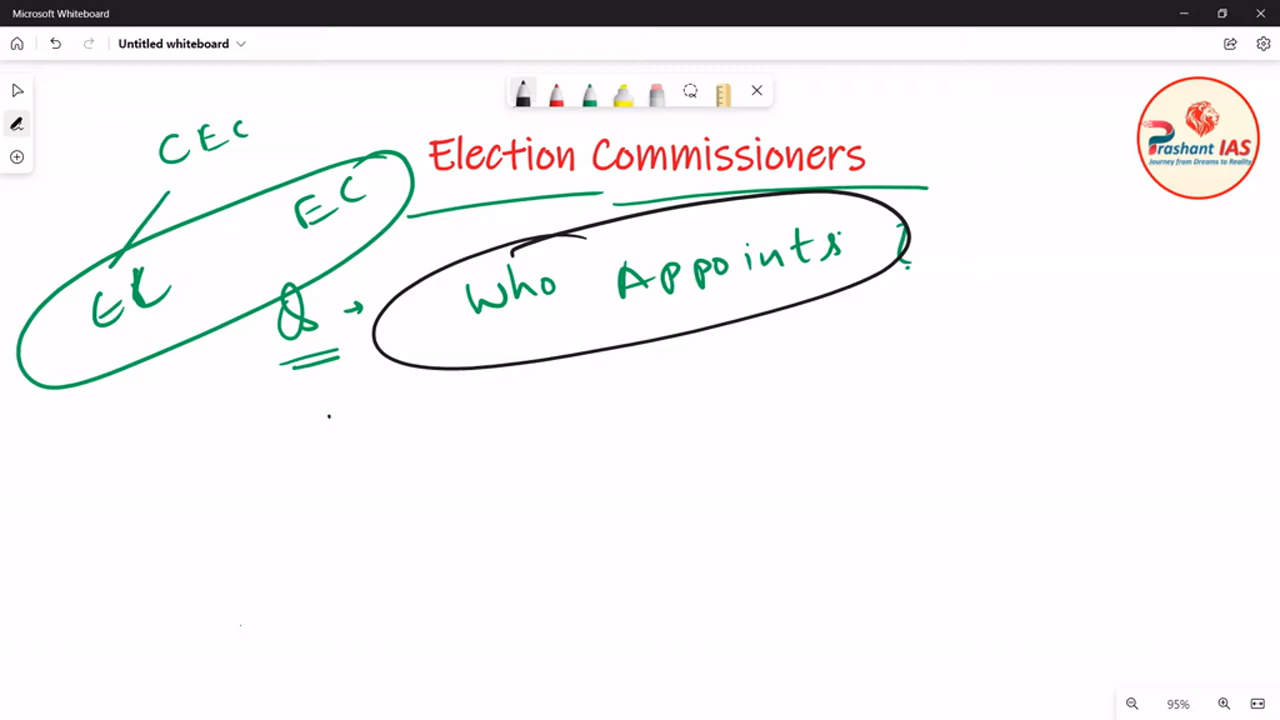 Microsoft Whiteboard
Untitled whiteboard
CEC
Election Commissioners
Prashant IAS
Journey from Dreams to Reality
EC
EC
Q → Who Appoints ?
95%